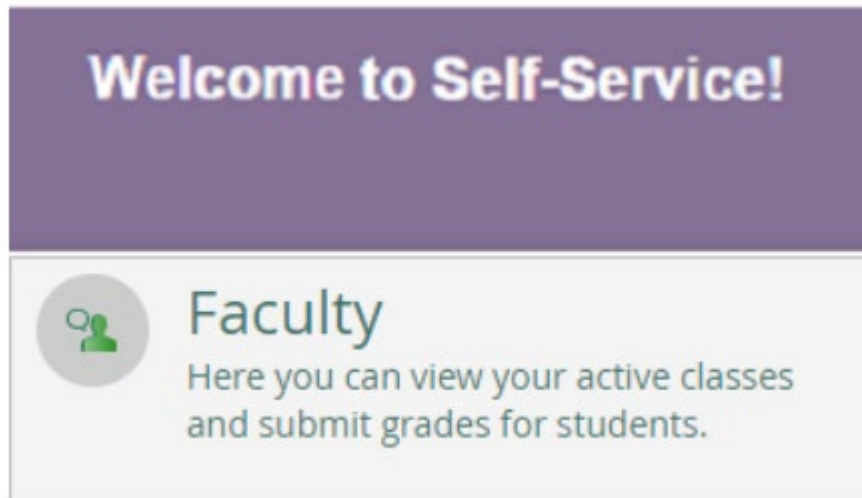 Welcome to Self-Service!
Faculty
Here you can view your active classes
and submit grades for students.